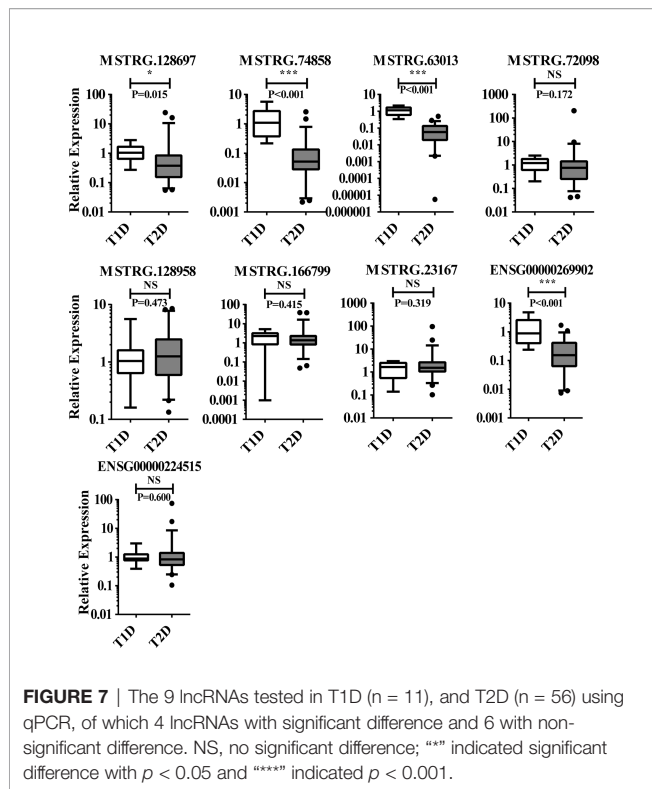 MSTRG.128697
*
P=0.015
Relative Expression
100
10
1
0.1
0.01
T1D
T2D
MSTRG.74858
***
P<0.001
10
1
0.1
0.01
0.001
T1D
T2D
MSTRG.63013
***
P<0.001
10
1
0.1
0.01
0.001
0.0001
0.00001
0.000001
T1D
T2D
MSTRG.72098
NS
P=0.172
1000
100
10
1
0.1
0.01
T1D
T2D
MSTRG.128958
NS
P=0.473
Relative Expression
10
1
0.1
T1D
T2D
MSTRG.166799
NS
P=0.415
100
10
1
0.1
0.01
0.001
0.0001
T1D
T2D
MSTRG.23167
NS
P=0.319
1000
100
10
1
0.1
0.01
T1D
T2D
ENSG00000269902
***
P<0.001
10
1
0.1
0.01
0.001
T1D
T2D
ENSG00000224515
NS
P=0.600
Relative Expression
100
10
1
0.1
0.01
T1D
T2D
FIGURE 7 | The 9 lncRNAs tested in T1D (n = 11), and T2D (n = 56) using
qPCR, of which 4 lncRNAs with significant difference and 6 with non-
significant difference. NS, no significant difference; “*” indicated significant
difference with p < 0.05 and “***” indicated p < 0.001.